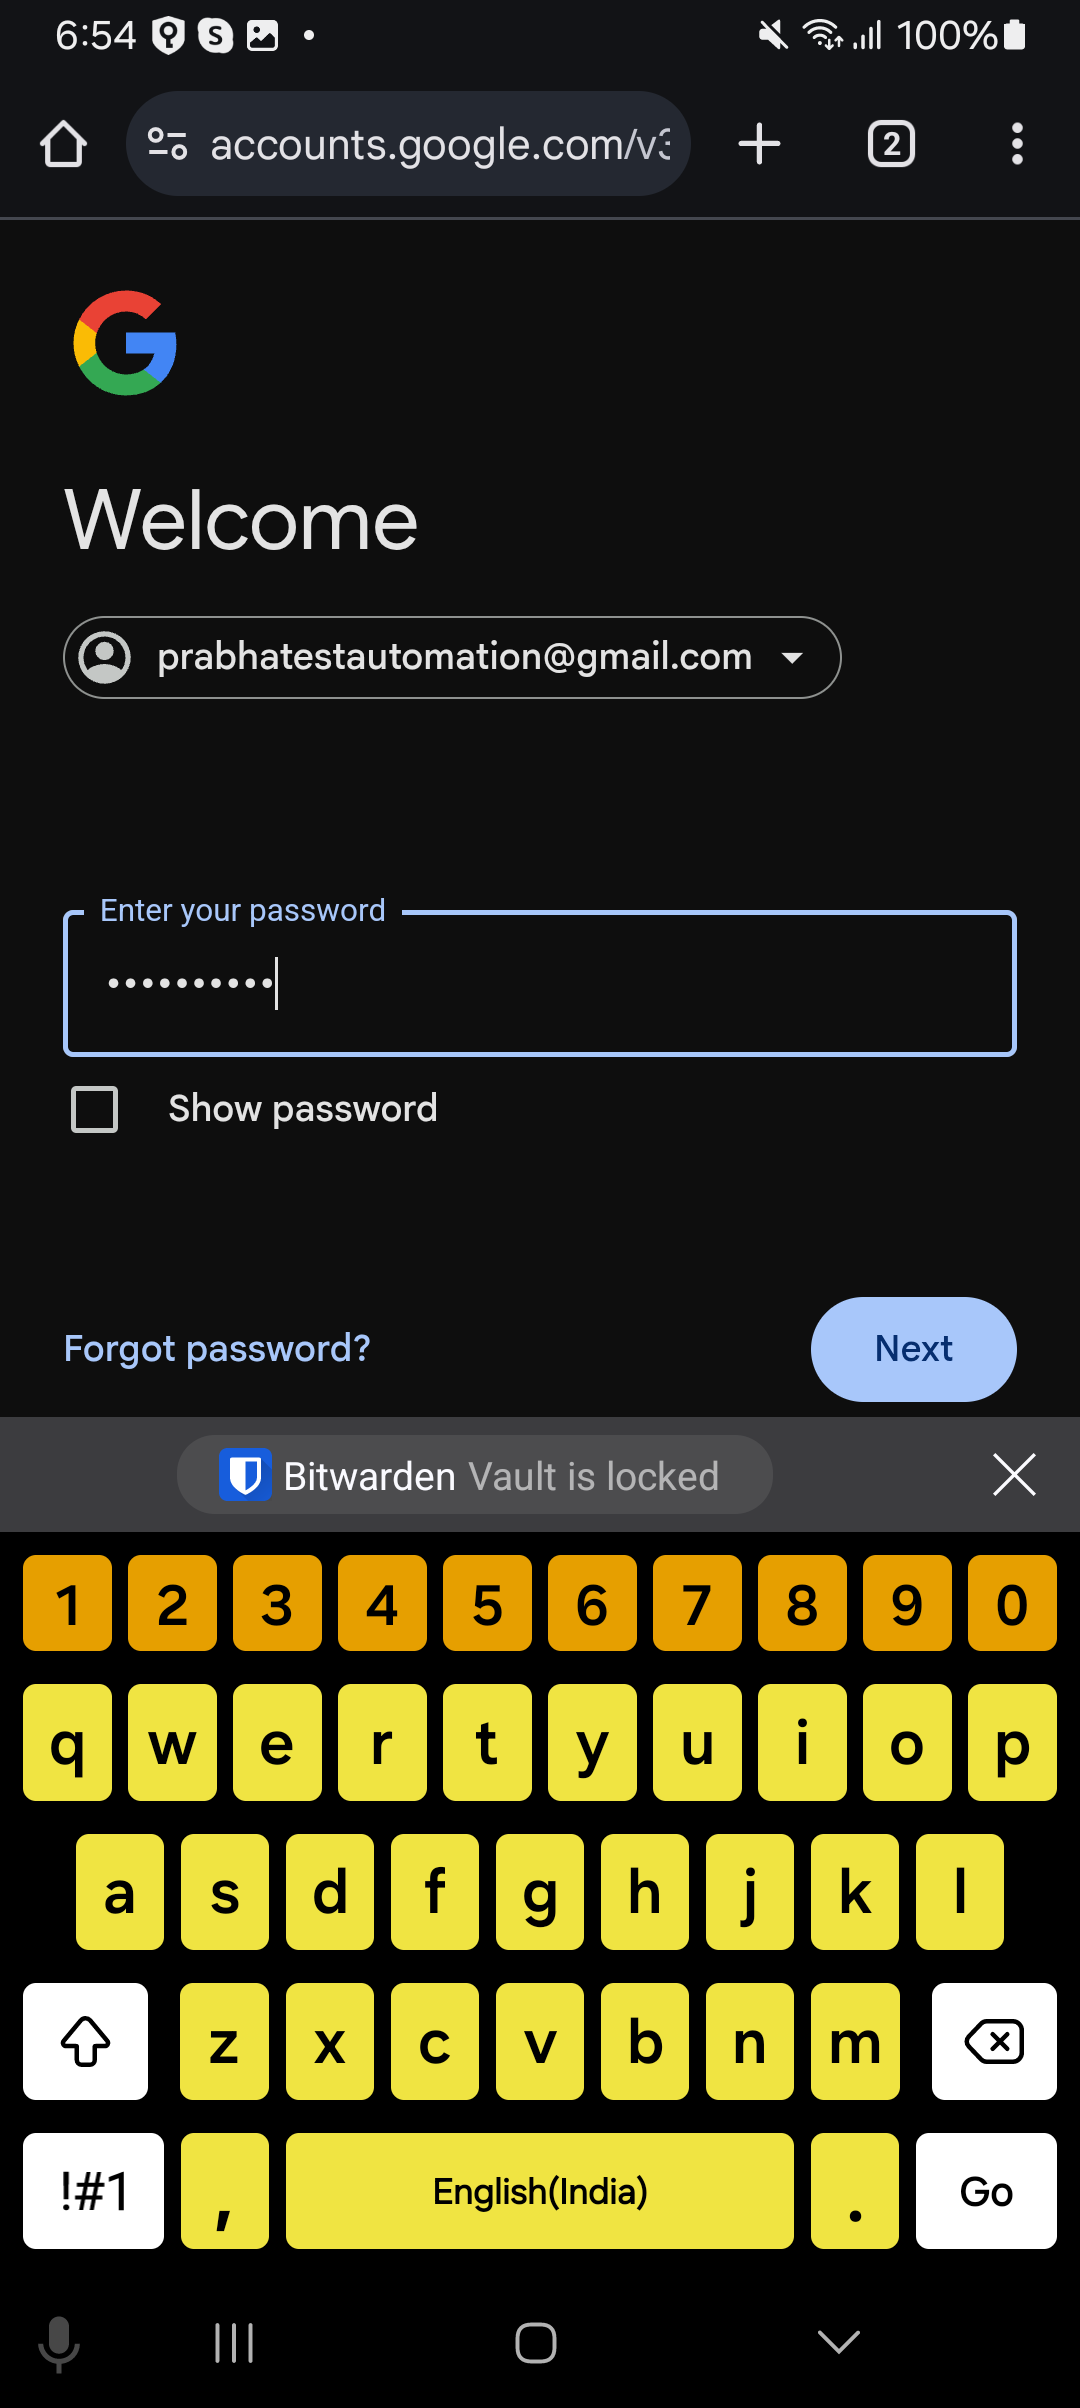 6:54 S 100%
accounts.google.com/v3 2
Welcome
prabhatestautomation@gmail.com
Enter your password
••••••••••
Show password
Forgot password? Next
Bitwarden Vault is locked
1 2 3 4 5 6 7 8 9 0
q w e r t y u i o p
a s d f g h j k l
z x c v b n m
!#1 , English(India) . Go